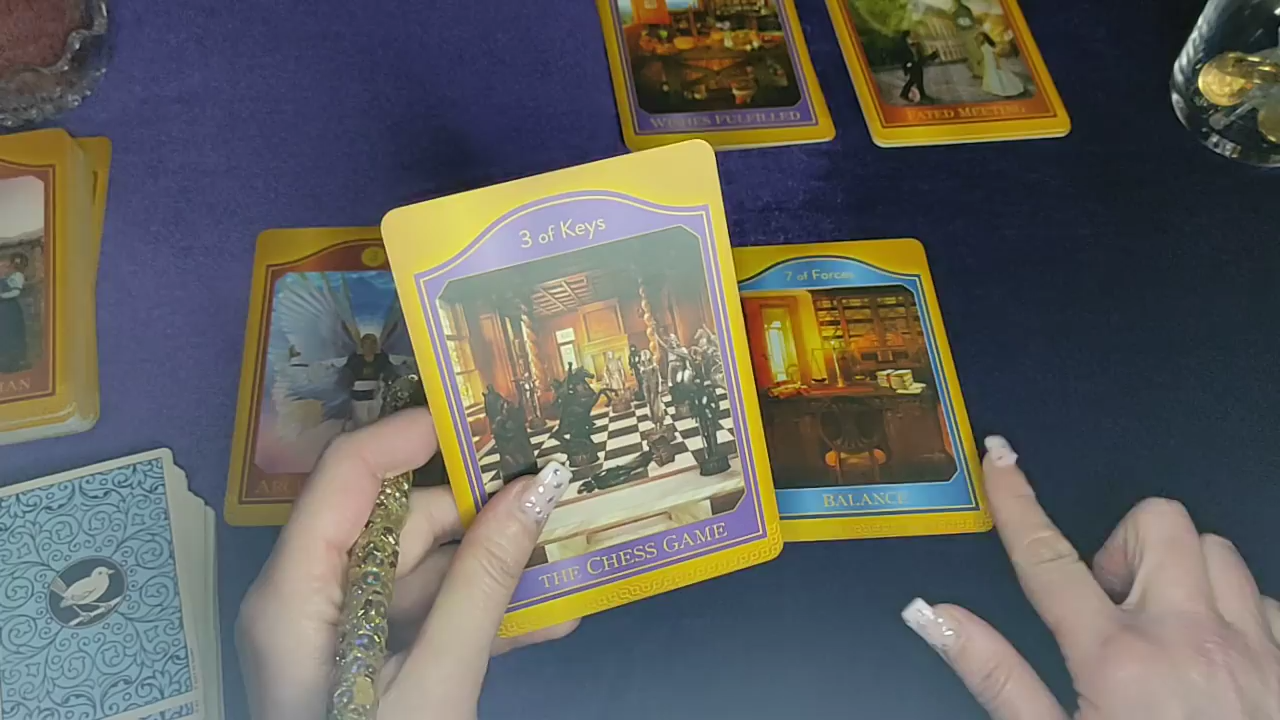 WISHES FULFILLED
FATED MEETING
3 of Keys
7 of Forces
THE CHESS GAME
BALANCE